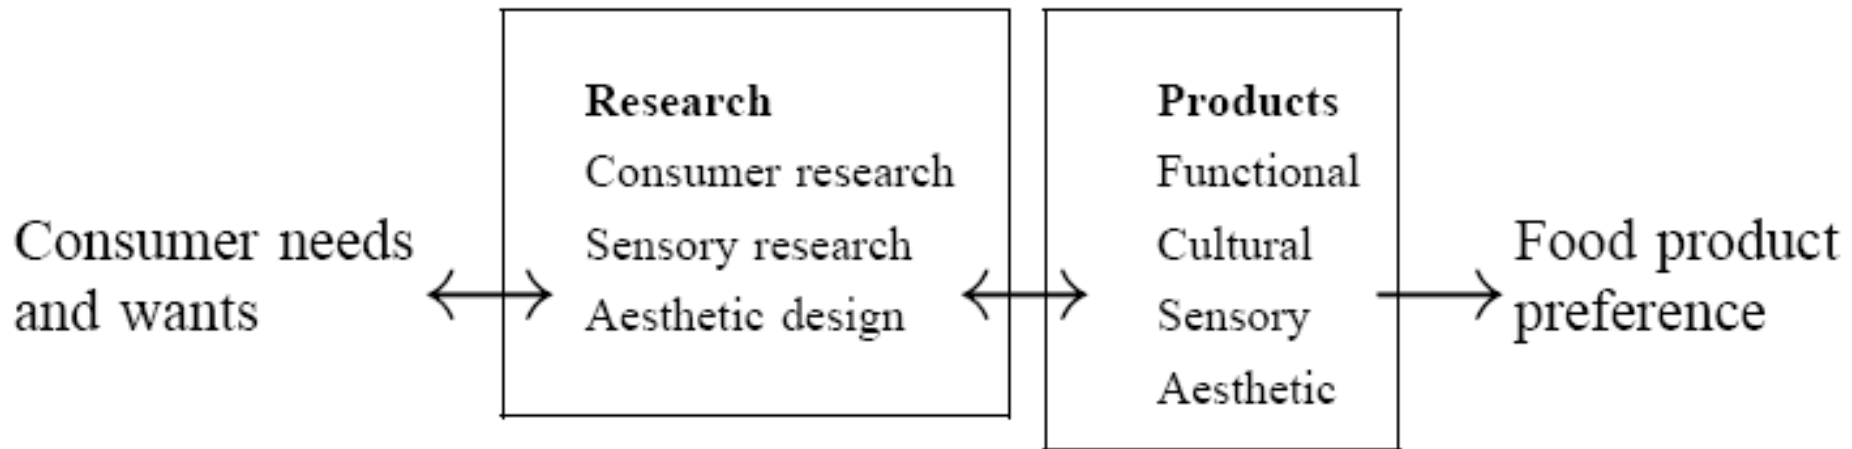 Consumer needs
and wants
Research
Consumer research
Sensory research
Aesthetic design
Products
Functional
Cultural
Sensory
Aesthetic
Food product
preference